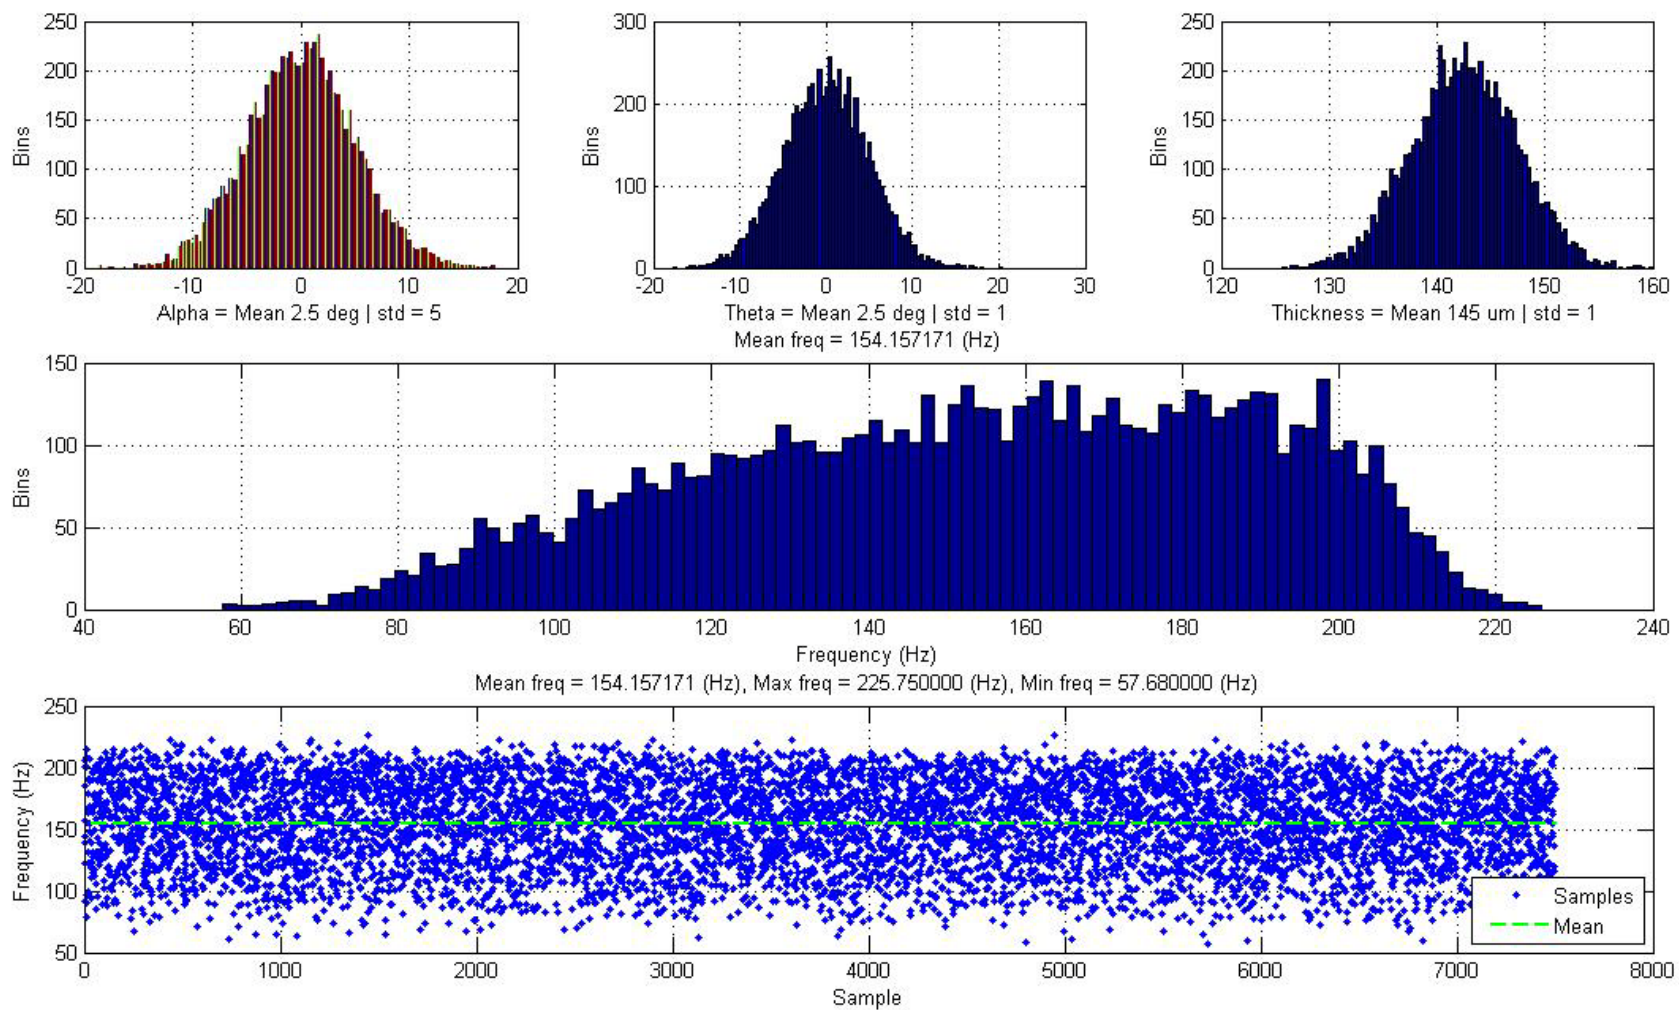 250
200
150
100
50
0
Bins
-20 -10 0 10 20
Alpha = Mean 2.5 deg | std = 5
300
200
100
0
Bins
-20 -10 0 10 20 30
Theta = Mean 2.5 deg | std = 1
250
200
150
100
50
0
Bins
120 130 140 150 160
Thickness = Mean 145 um | std = 1
Mean freq = 154.157171 (Hz)
150
100
50
0
Bins
40 60 80 100 120 140 160 180 200 220 240
Frequency (Hz)
Mean freq = 154.157171 (Hz), Max freq = 225.750000 (Hz), Min freq = 57.680000 (Hz)
250
200
150
100
50
Frequency (Hz)
0 1000 2000 3000 4000 5000 6000 7000 8000
Sample
Samples
Mean